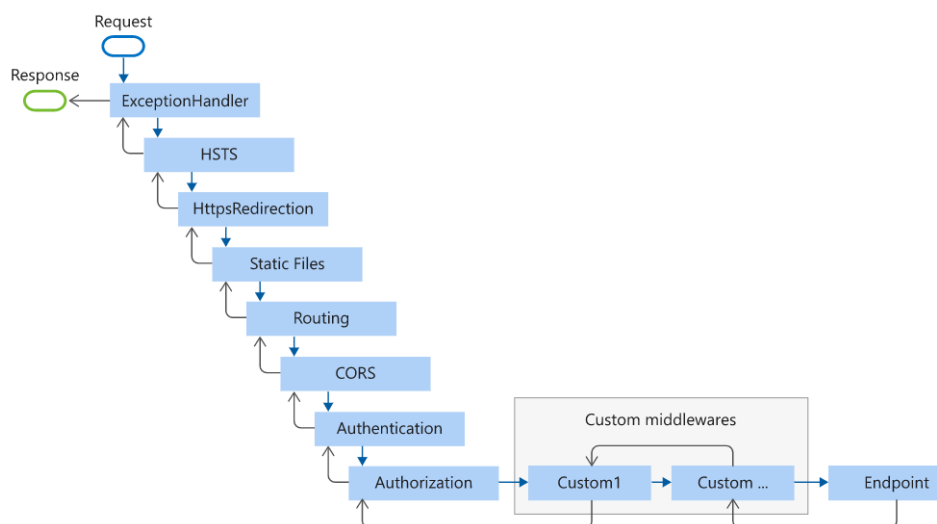 Request
Response
ExceptionHandler
HSTS
HttpsRedirection
Static Files
Routing
CORS
Authentication
Custom middlewares
Authorization
Custom1
Custom ...
Endpoint